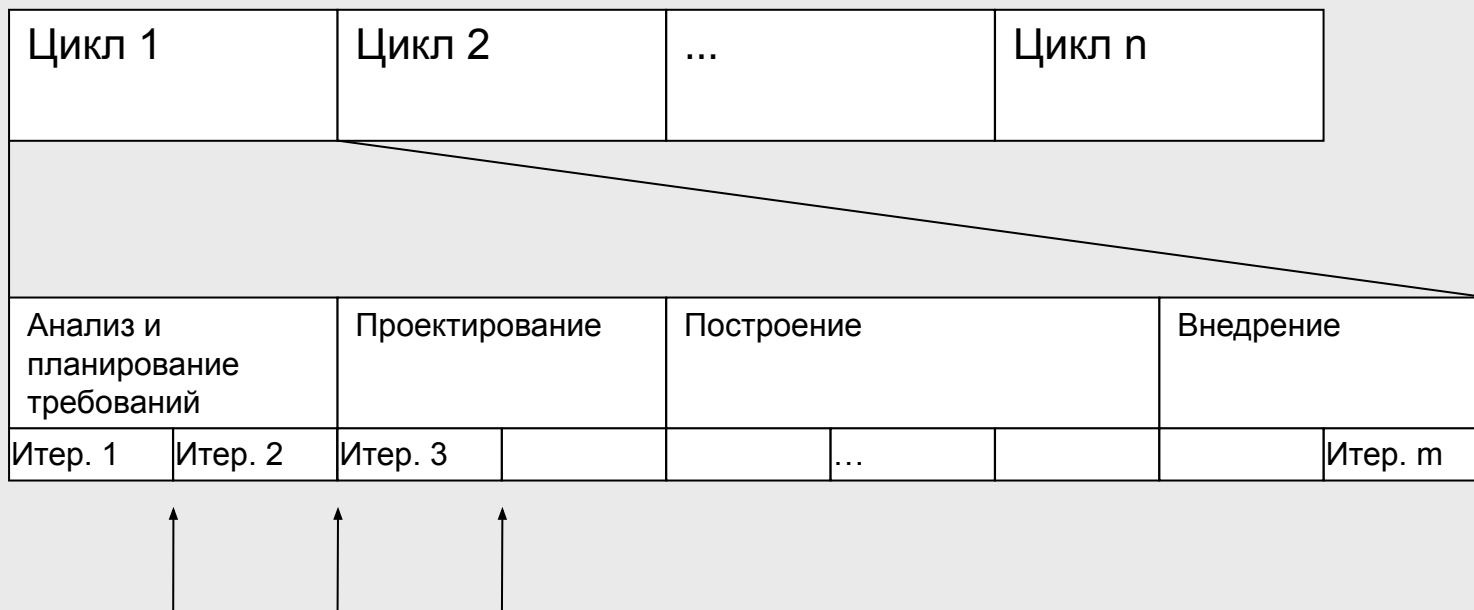 Цикл 1
Цикл 2
...
Цикл n
Анализ и
планирование
требований
Проектирование
Построение
Внедрение
Итер. 1
Итер. 2
Итер. 3
...
Итер. m